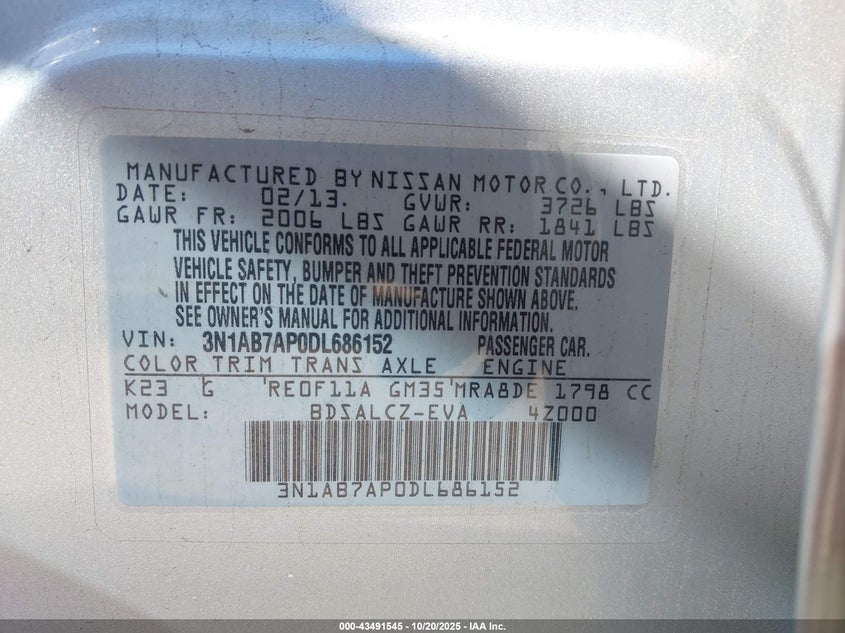 MANUFACTURED BY NISSAN MOTOR CO., LTD.
DATE: 02/13. GVWR: 3726 LBS
GAWR FR: 2006 LBS GAWR RR: 1841 LBS
THIS VEHICLE CONFORMS TO ALL APPLICABLE FEDERAL MOTOR
VEHICLE SAFETY, BUMPER AND THEFT PREVENTION STANDARDS
IN EFFECT ON THE DATE OF MANUFACTURE SHOWN ABOVE.
SEE OWNER'S MANUAL FOR ADDITIONAL INFORMATION.
VIN: 3N1AB7AP0DL686152 PASSENGER CAR.
COLOR TRIM TRANS AXLE ENGINE
K23 G RE0F11A GM35 MRA8DE 1798 CC
MODEL: BDSALCZ-EVA 4Z000
3N1AB7AP0DL686152
000-43491545 - 10/20/2025 - IAA Inc.